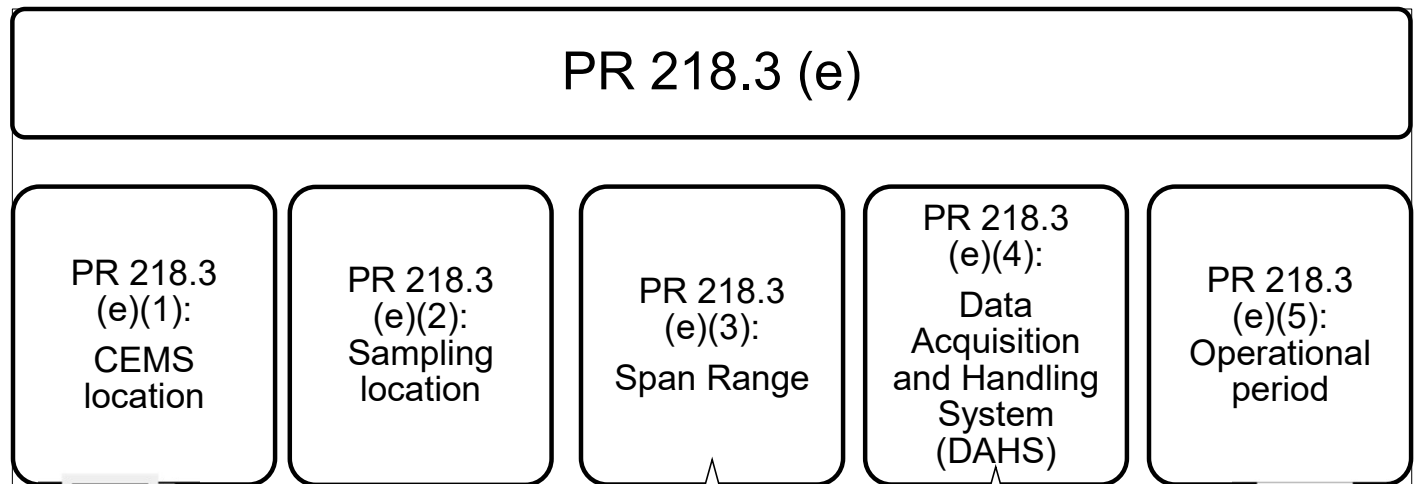 PR 218.3 (e)
PR 218.3
(e)(1):
CEMS
location
PR 218.3
(e)(2):
Sampling
location
PR 218.3
(e)(3):
Span Range
PR 218.3
(e)(4):
Data
Acquisition
and Handling
System
(DAHS)
PR 218.3
(e)(5):
Operational
period